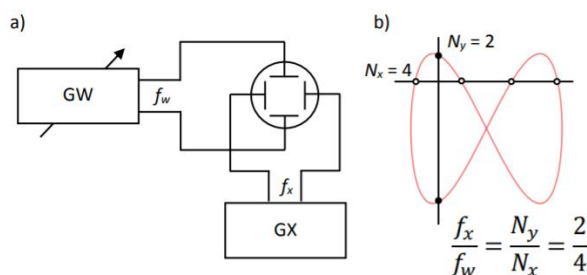 a)
GW
f_w
f_x
GX
b)
N_y = 2
N_x = 4
f_x / f_w = N_y / N_x = 2 / 4